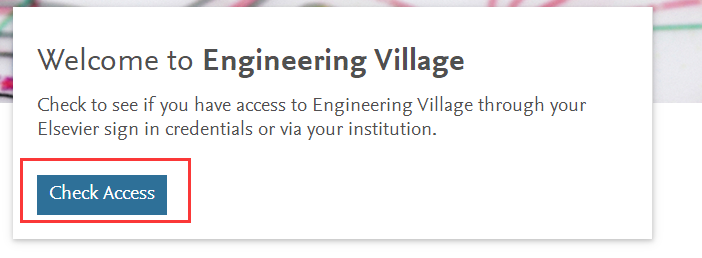 Welcome to Engineering Village
Check to see if you have access to Engineering Village through your
Elsevier sign in credentials or via your institution.
Check Access